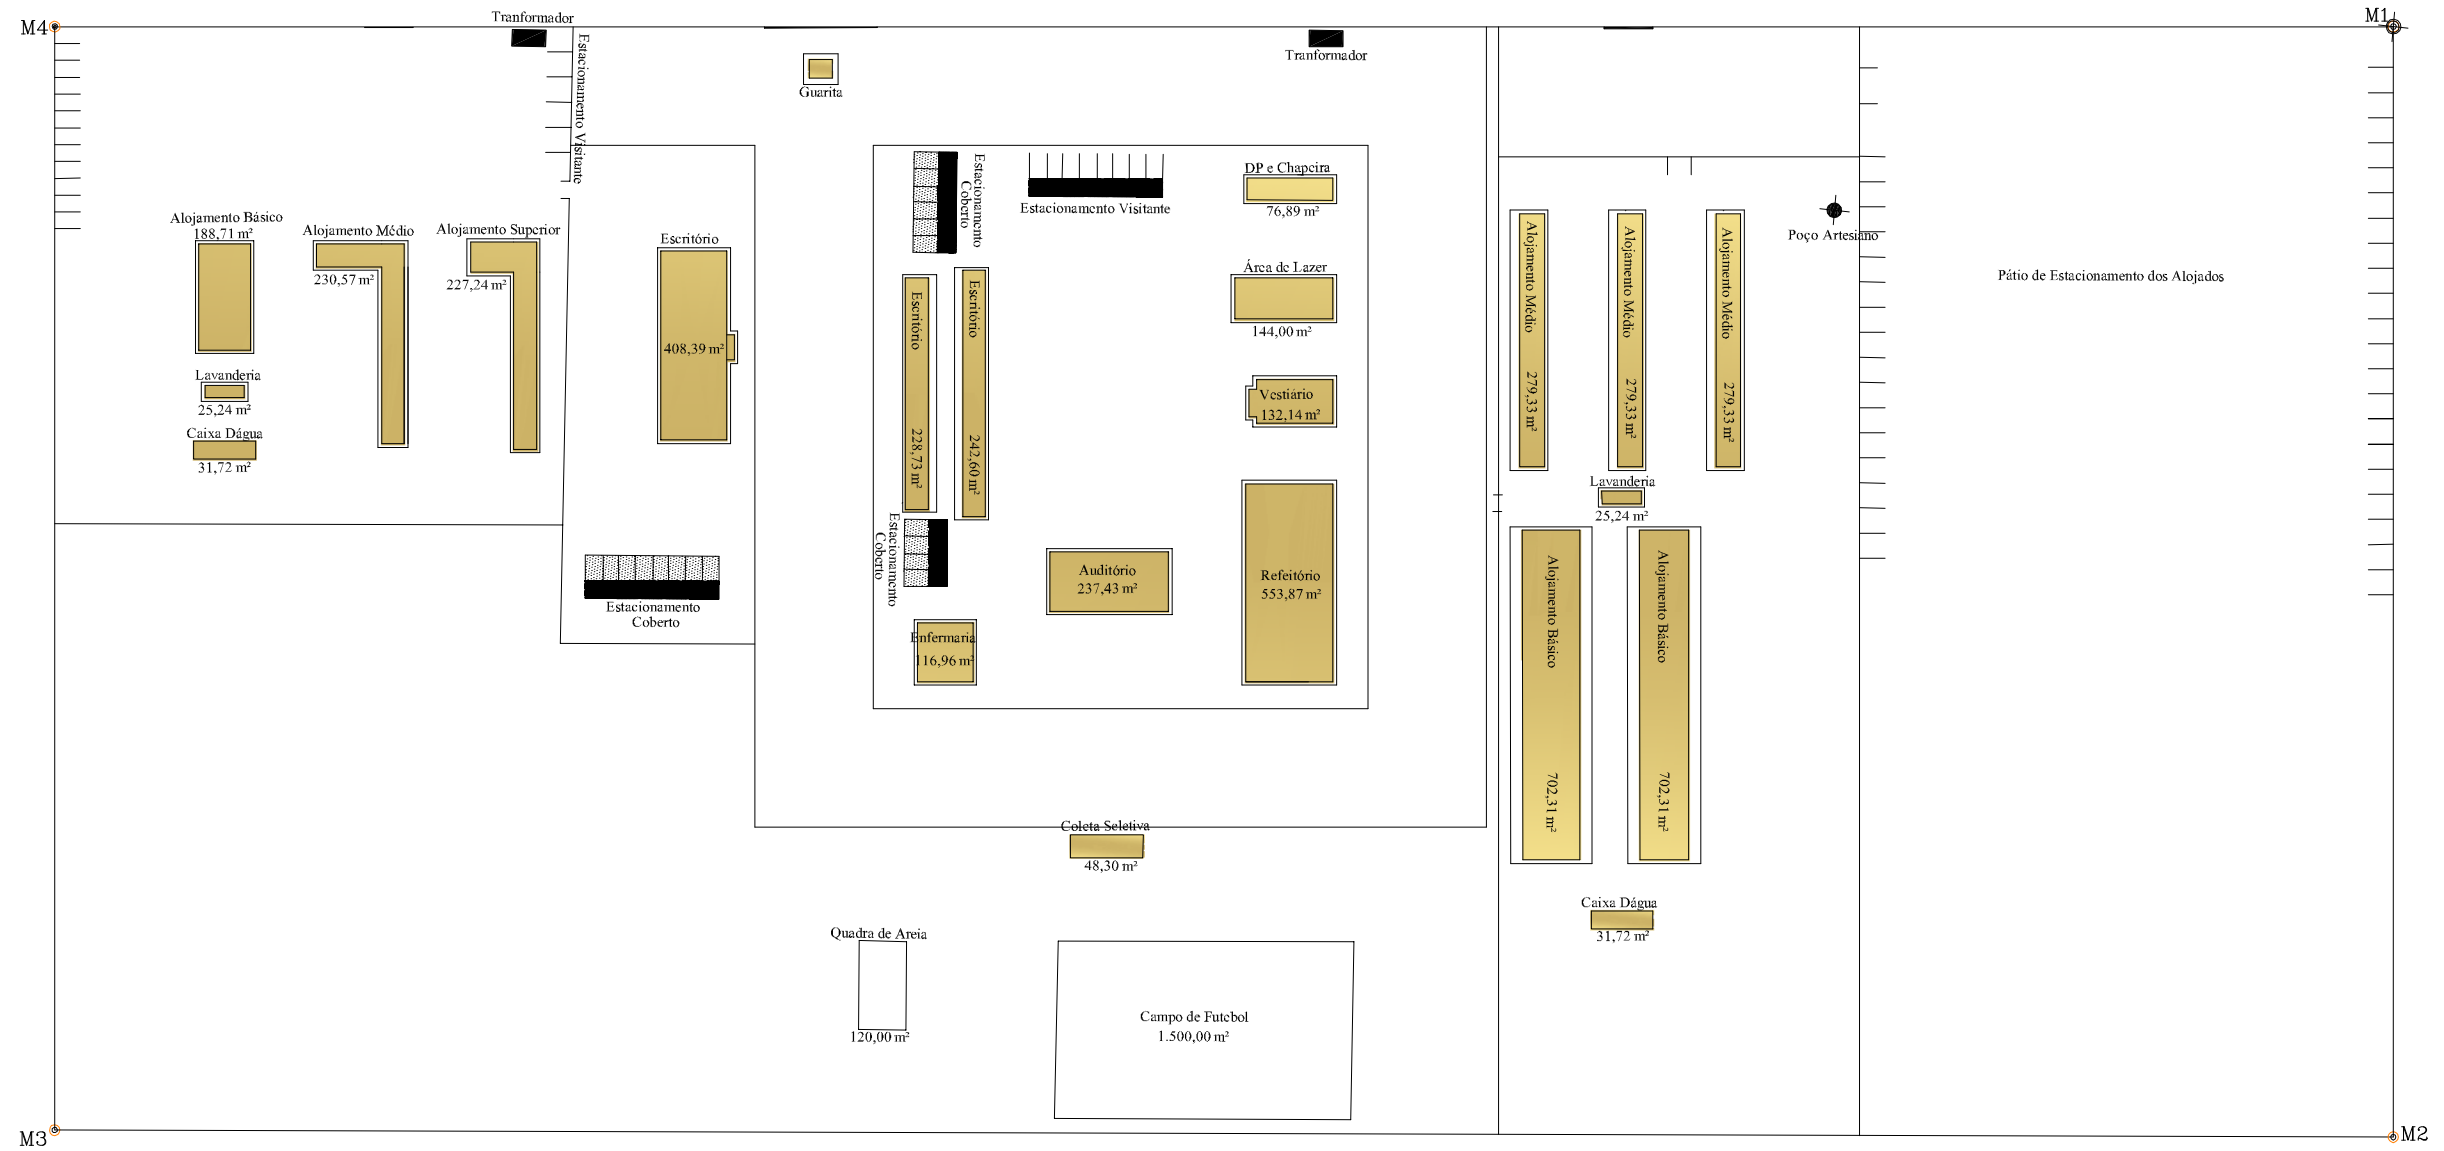 M4
Tranformador
M1
Estacionamento Visitante
Guarita
Tranformador
Estacionamento
Coberto
Estacionamento Visitante
DP e Chapeira
76,89 m²
Alojamento Básico
188,71 m²
Alojamento Médio
230,57 m²
Alojamento Superior
227,24 m²
Escritório
408,39 m²
Lavanderia
25,24 m²
Caixa Dágua
31,72 m²
Escritório
228,73 m²
Escritório
242,60 m²
Área de Lazer
144,00 m²
Vestiário
132,14 m²
Refeitório
553,87 m²
Auditório
237,43 m²
Estacionamento
Coberto
Enfermaria
116,96 m²
Estacionamento
Coberto
Alojamento Médio
279,33 m²
Alojamento Médio
279,33 m²
Alojamento Médio
279,33 m²
Poço Artesiano
Pátio de Estacionamento dos Alojados
Lavanderia
25,24 m²
Alojamento Básico
702,31 m²
Alojamento Básico
702,31 m²
Caixa Dágua
31,72 m²
Coleta Seletiva
48,30 m²
Quadra de Areia
120,00 m²
Campo de Futebol
1.500,00 m²
M3
M2